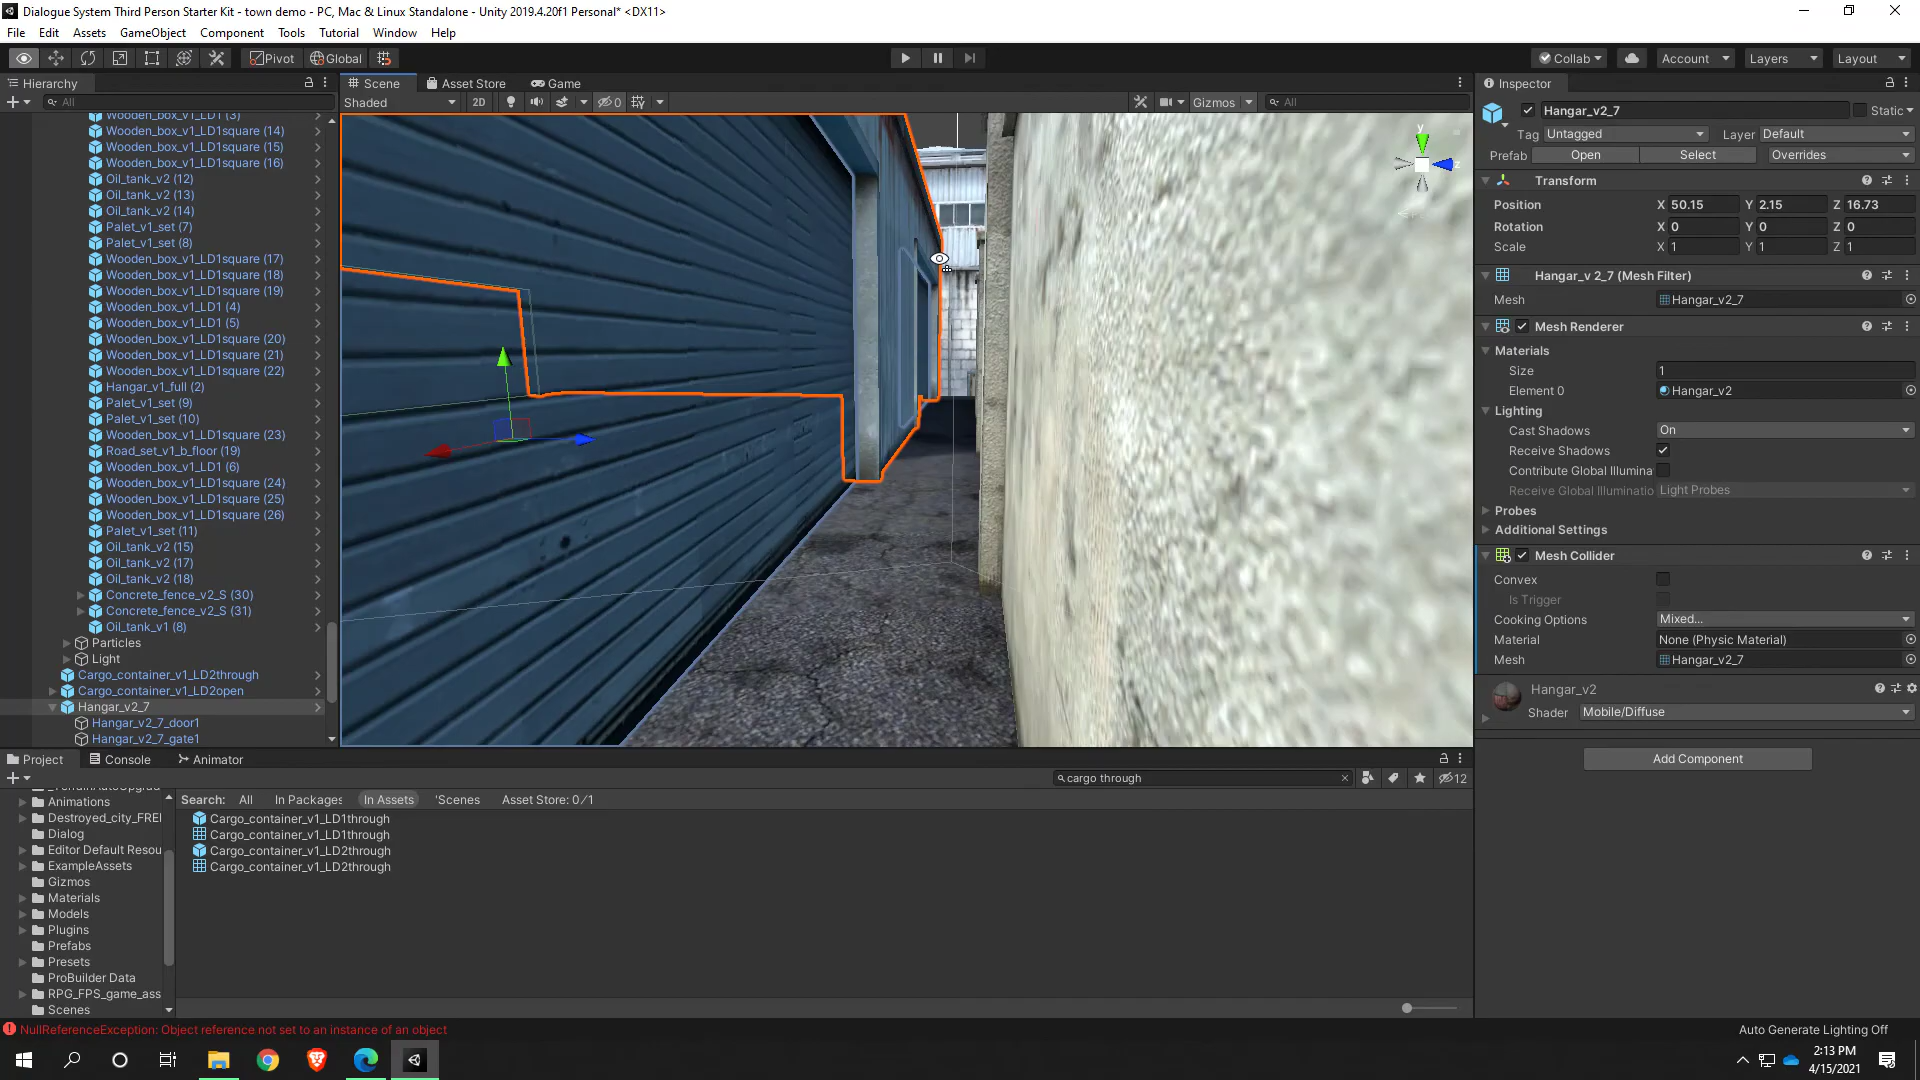 Dialogue System Third Person Starter Kit - town demo - PC, Mac & Linux Standalone - Unity 2019.4.20f1 Personal* <DX11>
File Edit Assets GameObject Component Tools Tutorial Window Help
Pivot Global Collab Account Layers Layout
Hierarchy
All
Wooden_box_v1_LD1 (3)
Wooden_box_v1_LD1square (14)
Wooden_box_v1_LD1square (15)
Wooden_box_v1_LD1square (16)
Oil_tank_v2 (12)
Oil_tank_v2 (13)
Oil_tank_v2 (14)
Palet_v1_set (7)
Palet_v1_set (8)
Wooden_box_v1_LD1square (17)
Wooden_box_v1_LD1square (18)
Wooden_box_v1_LD1square (19)
Wooden_box_v1_LD1 (4)
Wooden_box_v1_LD1 (5)
Wooden_box_v1_LD1square (20)
Wooden_box_v1_LD1square (21)
Wooden_box_v1_LD1square (22)
Hangar_v1_full (2)
Palet_v1_set (9)
Palet_v1_set (10)
Wooden_box_v1_LD1square (23)
Road_set_v1_b_floor (19)
Wooden_box_v1_LD1 (6)
Wooden_box_v1_LD1square (24)
Wooden_box_v1_LD1square (25)
Wooden_box_v1_LD1square (26)
Palet_v1_set (11)
Oil_tank_v2 (15)
Oil_tank_v2 (17)
Oil_tank_v2 (18)
Concrete_fence_v2_S (30)
Concrete_fence_v2_S (31)
Oil_tank_v1 (8)
Particles
Light
Cargo_container_v1_LD2through
Cargo_container_v1_LD2open
Hangar_v2_7
Hangar_v2_7_door1
Hangar_v2_7_gate1
Scene Asset Store Game
Shaded 2D 0 Gizmos All
y
z
Inspector
Hangar_v2_7 Static
Tag Untagged Layer Default
Prefab Open Select Overrides
Transform
Position X 50.15 Y 2.15 Z 16.73
Rotation X 0 Y 0 Z 0
Scale X 1 Y 1 Z 1
Hangar_v 2_7 (Mesh Filter)
Mesh Hangar_v2_7
Mesh Renderer
Materials
Size 1
Element 0 Hangar_v2
Lighting
Cast Shadows On
Receive Shadows
Contribute Global Illumina
Receive Global Illuminatio Light Probes
Probes
Additional Settings
Mesh Collider
Convex
Is Trigger
Cooking Options Mixed...
Material None (Physic Material)
Mesh Hangar_v2_7
Hangar_v2
Shader Mobile/Diffuse
Add Component
Project Console Animator
cargo through 12
Animations
Destroyed_city_FREI
Dialog
Editor Default Resou
ExampleAssets
Gizmos
Materials
Models
Plugins
Prefabs
Presets
ProBuilder Data
RPG_FPS_game_ass
Scenes
Search: All In Packages In Assets 'Scenes Asset Store: 0/1
Cargo_container_v1_LD1through
Cargo_container_v1_LD1through
Cargo_container_v1_LD2through
Cargo_container_v1_LD2through
NullReferenceException: Object reference not set to an instance of an object
Auto Generate Lighting Off
2:13 PM
4/15/2021